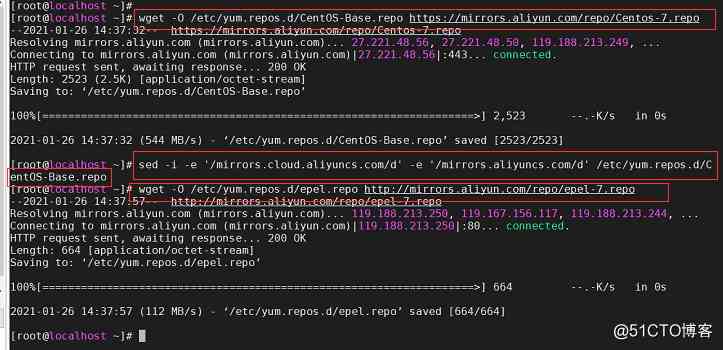 [root@localhost ~]#
[root@localhost ~]# wget -O /etc/yum.repos.d/CentOS-Base.repo https://mirrors.aliyun.com/repo/Centos-7.repo
--2021-01-26 14:37:32-- https://mirrors.aliyun.com/repo/Centos-7.repo
Resolving mirrors.aliyun.com (mirrors.aliyun.com)... 27.221.48.56, 27.221.48.50, 119.188.213.249, ...
Connecting to mirrors.aliyun.com (mirrors.aliyun.com)|27.221.48.56|:443... connected.
HTTP request sent, awaiting response... 200 OK
Length: 2523 (2.5K) [application/octet-stream]
Saving to: ‘/etc/yum.repos.d/CentOS-Base.repo’
100%[===================================================================>] 2,523 --.-K/s in 0s
2021-01-26 14:37:32 (544 MB/s) - ‘/etc/yum.repos.d/CentOS-Base.repo’ saved [2523/2523]
[root@localhost ~]# sed -i -e '/mirrors.cloud.aliyuncs.com/d' -e '/mirrors.aliyuncs.com/d' /etc/yum.repos.d/C
entOS-Base.repo
[root@localhost ~]# wget -O /etc/yum.repos.d/epel.repo http://mirrors.aliyun.com/repo/epel-7.repo
--2021-01-26 14:37:57-- http://mirrors.aliyun.com/repo/epel-7.repo
Resolving mirrors.aliyun.com (mirrors.aliyun.com)... 119.188.213.250, 119.167.156.117, 119.188.213.244, ...
Connecting to mirrors.aliyun.com (mirrors.aliyun.com)|119.188.213.250|:80... connected.
HTTP request sent, awaiting response... 200 OK
Length: 664 [application/octet-stream]
Saving to: ‘/etc/yum.repos.d/epel.repo’
100%[===================================================================>] 664 --.-K/s in 0s
2021-01-26 14:37:57 (112 MB/s) - ‘/etc/yum.repos.d/epel.repo’ saved [664/664]
[root@localhost ~]#
@51CTO博客